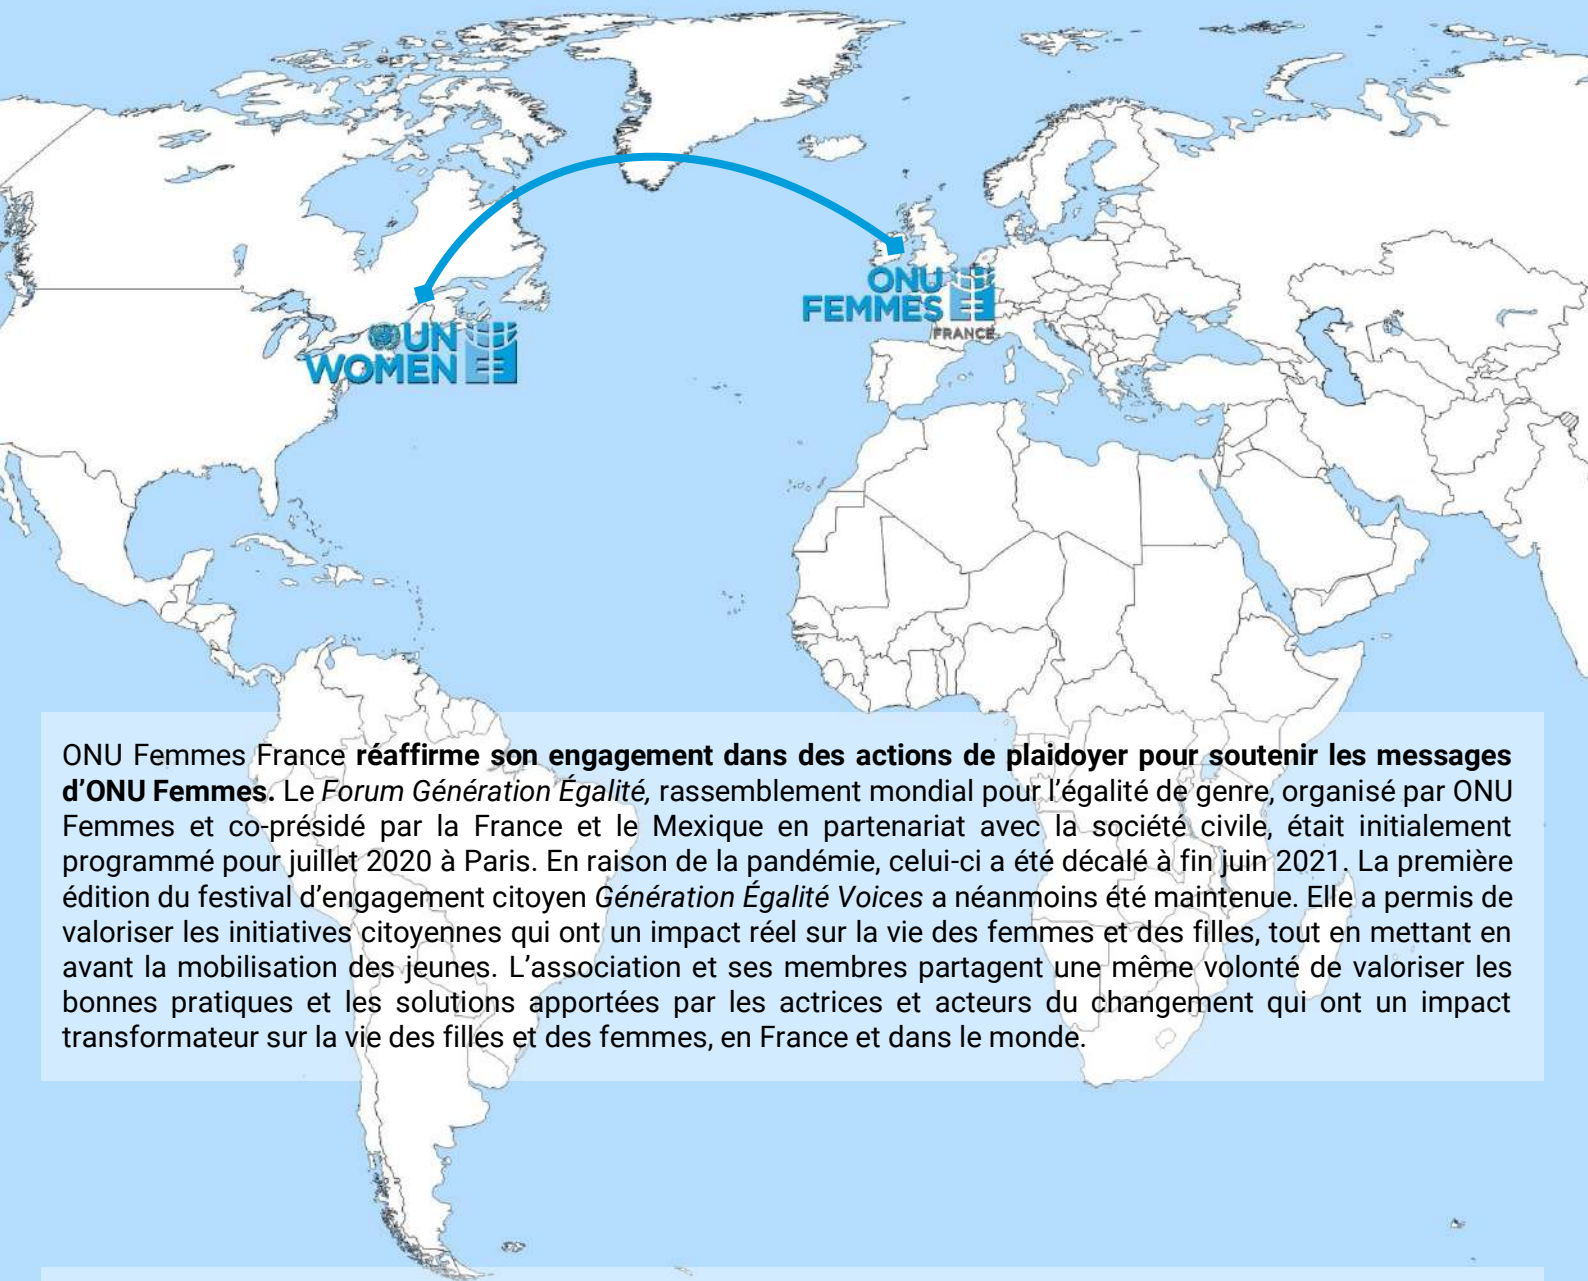 UN
WOMEN
ONU
FEMMES
FRANCE
ONU Femmes France réaffirme son engagement dans des actions de plaidoyer pour soutenir les messages
d’ONU Femmes. Le Forum Génération Égalité, rassemblement mondial pour l’égalité de genre, organisé par ONU
Femmes et co-présidé par la France et le Mexique en partenariat avec la société civile, était initialement
programmé pour juillet 2020 à Paris. En raison de la pandémie, celui-ci a été décalé à fin juin 2021. La première
édition du festival d’engagement citoyen Génération Égalité Voices a néanmoins été maintenue. Elle a permis de
valoriser les initiatives citoyennes qui ont un impact réel sur la vie des femmes et des filles, tout en mettant en
avant la mobilisation des jeunes. L’association et ses membres partagent une même volonté de valoriser les
bonnes pratiques et les solutions apportées par les actrices et acteurs du changement qui ont un impact
transformateur sur la vie des filles et des femmes, en France et dans le monde.